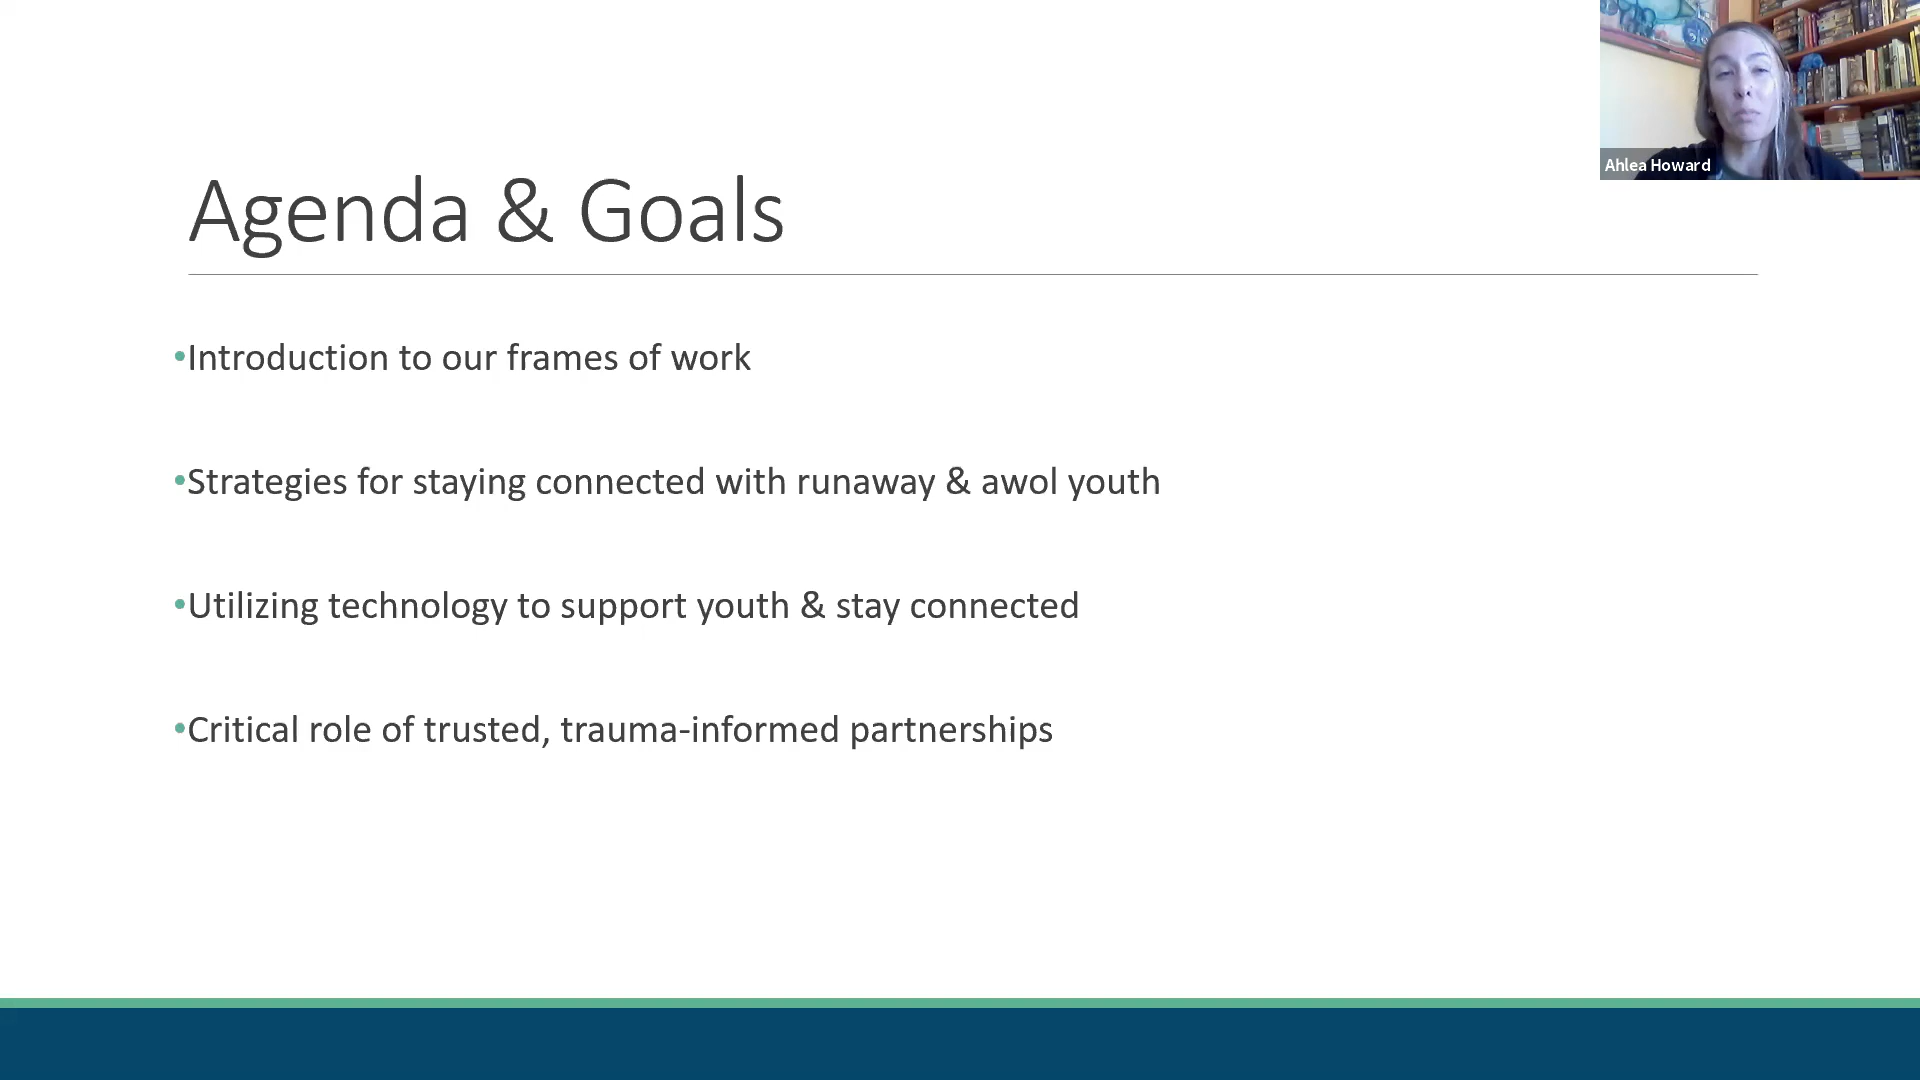 Ahlea Howard
Agenda & Goals
•Introduction to our frames of work
•Strategies for staying connected with runaway & awol youth
•Utilizing technology to support youth & stay connected
•Critical role of trusted, trauma-informed partnerships